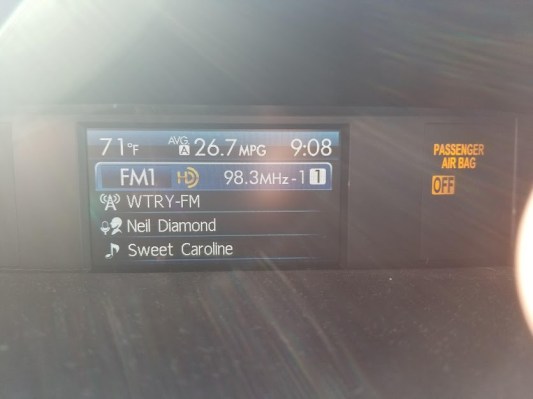 71°F AVG. A 26.7 MPG 9:08
FM1 HD 98.3MHz-1 1
WTRY-FM
Neil Diamond
Sweet Caroline
PASSENGER
AIR BAG
OFF